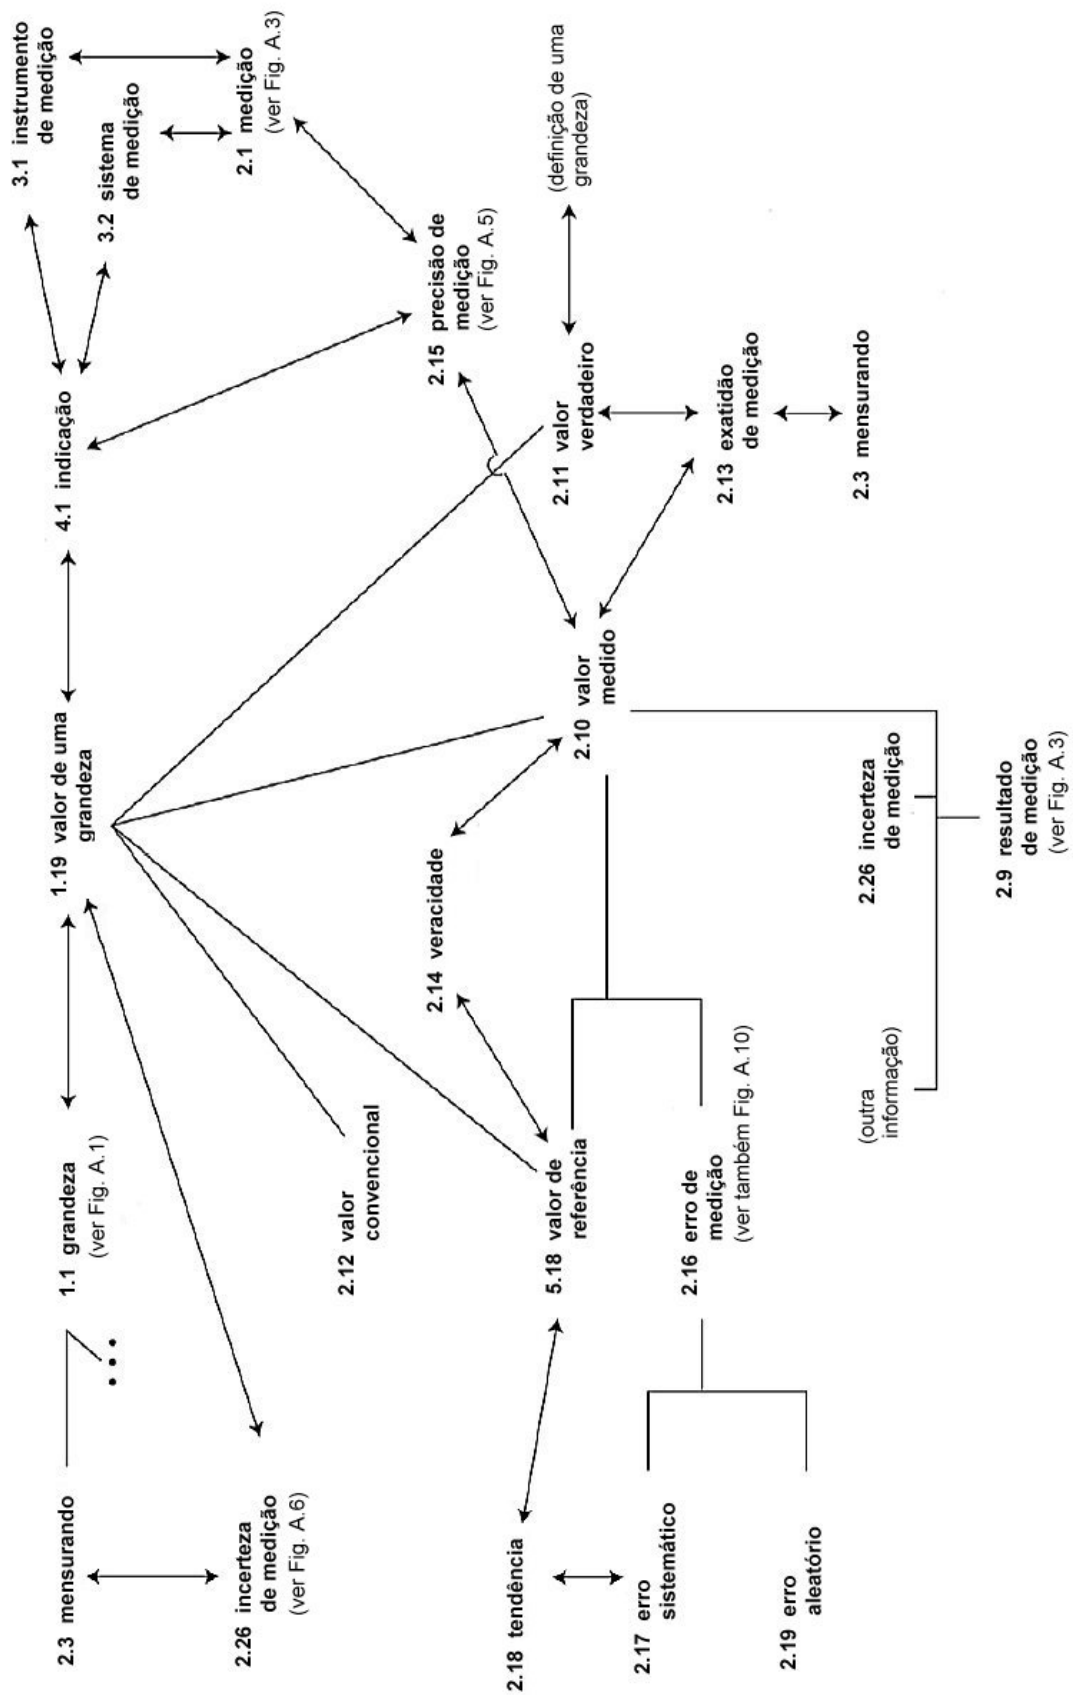 2.3 mensurando
1.1 grandeza
(ver Fig. A.1)
1.19 valor de uma
grandeza
4.1 indicação
3.1 instrumento
de medição
3.2 sistema
de medição
2.1 medição
(ver Fig. A.3)
2.26 incerteza
de medição
(ver Fig. A.6)
2.12 valor
convencional
2.14 veracidade
2.15 precisão de
medição
(ver Fig. A.5)
2.18 tendência
5.18 valor de
referência
2.10 valor
medido
2.11 valor
verdadeiro
(definição de uma
grandeza)
2.17 erro
sistemático
2.16 erro de
medição
(ver também Fig. A.10)
2.13 exatidão
de medição
2.19 erro
aleatório
(outra
informação)
2.26 incerteza
de medição
2.3 mensurando
2.9 resultado
de medição
(ver Fig. A.3)